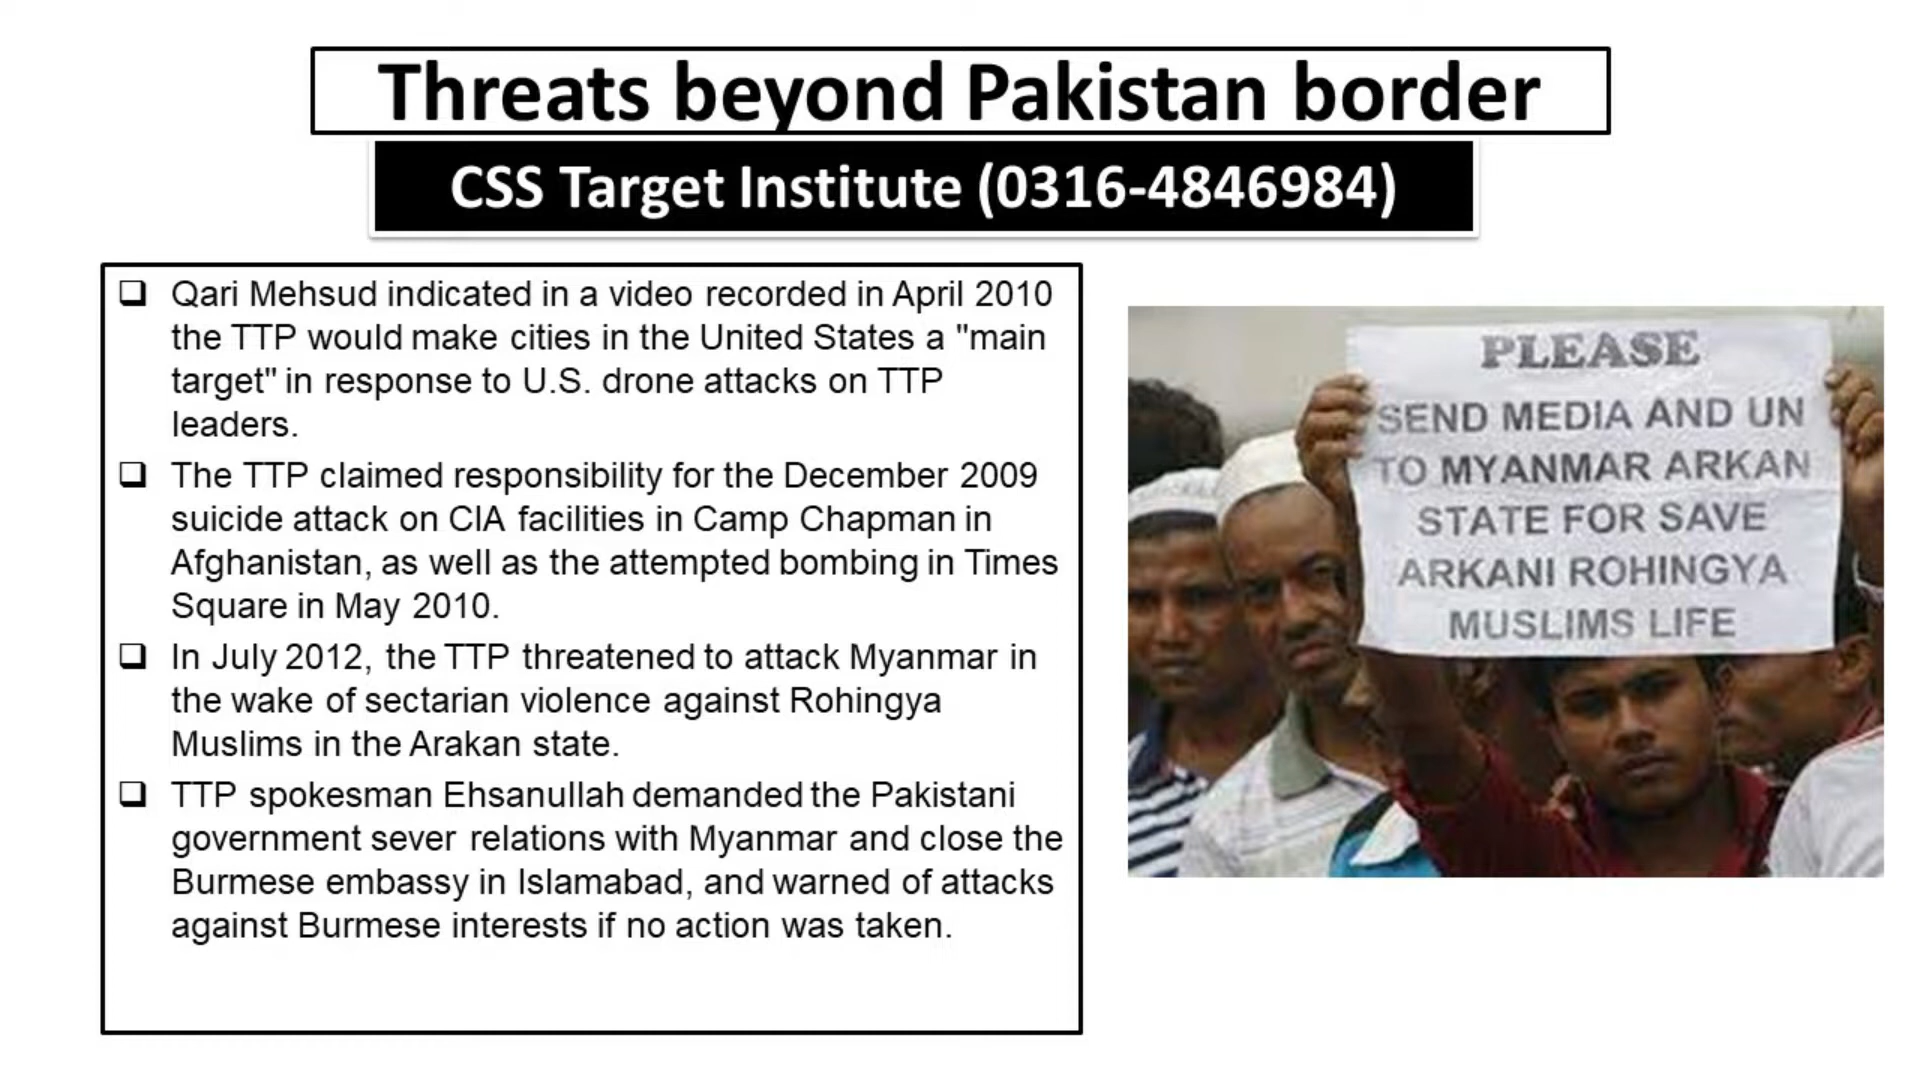 Threats beyond Pakistan border
CSS Target Institute (0316-4846984)
Qari Mehsud indicated in a video recorded in April 2010
the TTP would make cities in the United States a "main
target" in response to U.S. drone attacks on TTP
leaders.
The TTP claimed responsibility for the December 2009
suicide attack on CIA facilities in Camp Chapman in
Afghanistan, as well as the attempted bombing in Times
Square in May 2010.
In July 2012, the TTP threatened to attack Myanmar in
the wake of sectarian violence against Rohingya
Muslims in the Arakan state.
TTP spokesman Ehsanullah demanded the Pakistani
government sever relations with Myanmar and close the
Burmese embassy in Islamabad, and warned of attacks
against Burmese interests if no action was taken.
PLEASE
SEND MEDIA AND UN
TO MYANMAR ARKAN
STATE FOR SAVE
ARKANI ROHINGYA
MUSLIMS LIFE